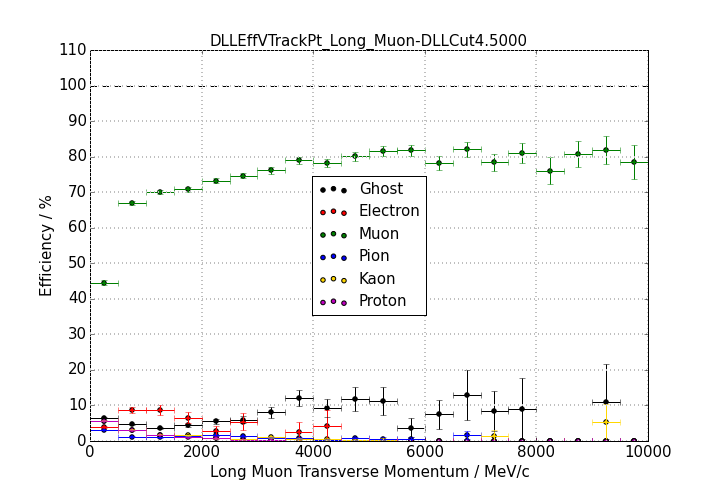 DLLEffVTrackPt_Long_Muon-DLLCut4.5000
110
100
90
80
70
60
50
40
30
20
10
0
Efficiency / %
Ghost
Electron
Muon
Pion
Kaon
Proton
0 2000 4000 6000 8000 10000
Long Muon Transverse Momentum / MeV/c